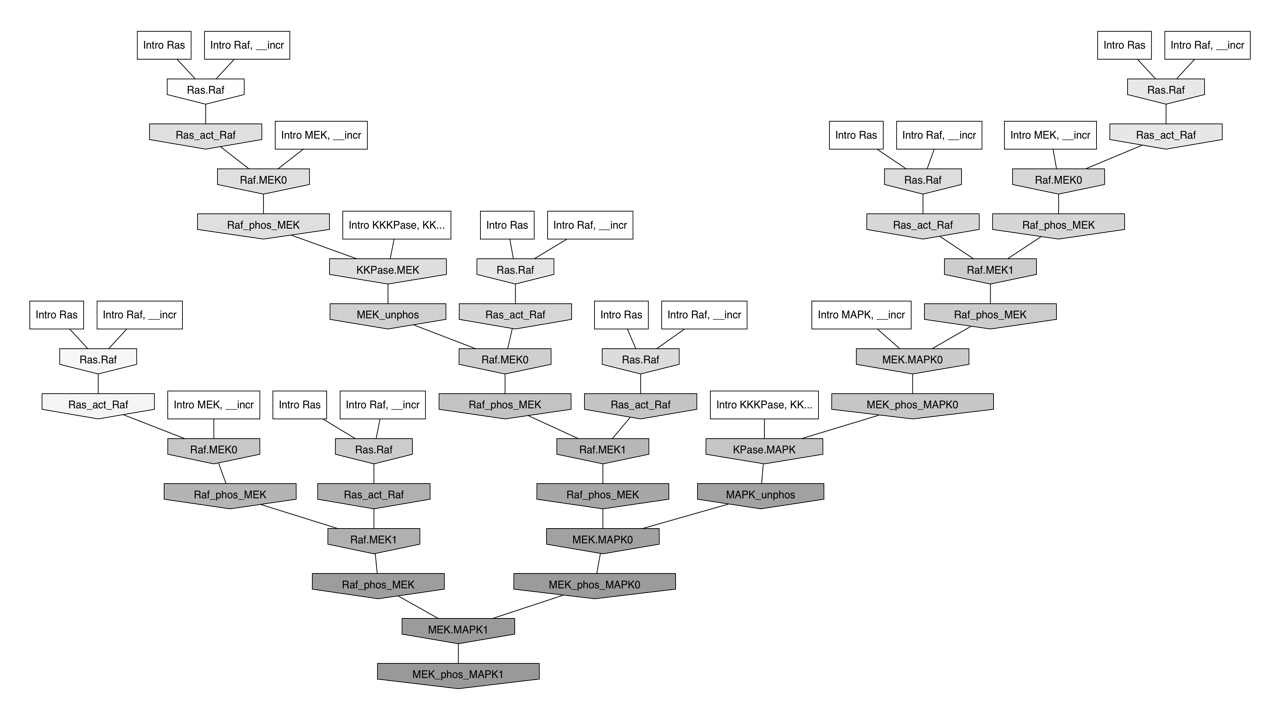 Intro Ras
Intro Raf, __incr
Intro Ras
Intro Raf, __incr
Ras.Raf
Ras.Raf
Ras_act_Raf
Intro MEK, __incr
Intro Ras
Intro Raf, __incr
Intro MEK, __incr
Ras_act_Raf
Raf.MEK0
Ras.Raf
Raf.MEK0
Raf_phos_MEK
Intro KKKPase, KK...
Intro Ras
Intro Raf, __incr
Ras_act_Raf
Raf_phos_MEK
KKPase.MEK
Ras.Raf
Raf.MEK1
Intro Ras
Intro Raf, __incr
MEK_unphos
Ras_act_Raf
Intro Ras
Intro Raf, __incr
Intro MAPK, __incr
Raf_phos_MEK
Ras.Raf
Raf.MEK0
Ras.Raf
MEK.MAPK0
Ras_act_Raf
Intro MEK, __incr
Intro Ras
Intro Raf, __incr
Raf_phos_MEK
Ras_act_Raf
Intro KKKPase, KK...
MEK_phos_MAPK0
Raf.MEK0
Ras.Raf
Raf.MEK1
KPase.MAPK
Raf_phos_MEK
Ras_act_Raf
Raf_phos_MEK
MAPK_unphos
Raf.MEK1
MEK.MAPK0
Raf_phos_MEK
MEK_phos_MAPK0
MEK.MAPK1
MEK_phos_MAPK1